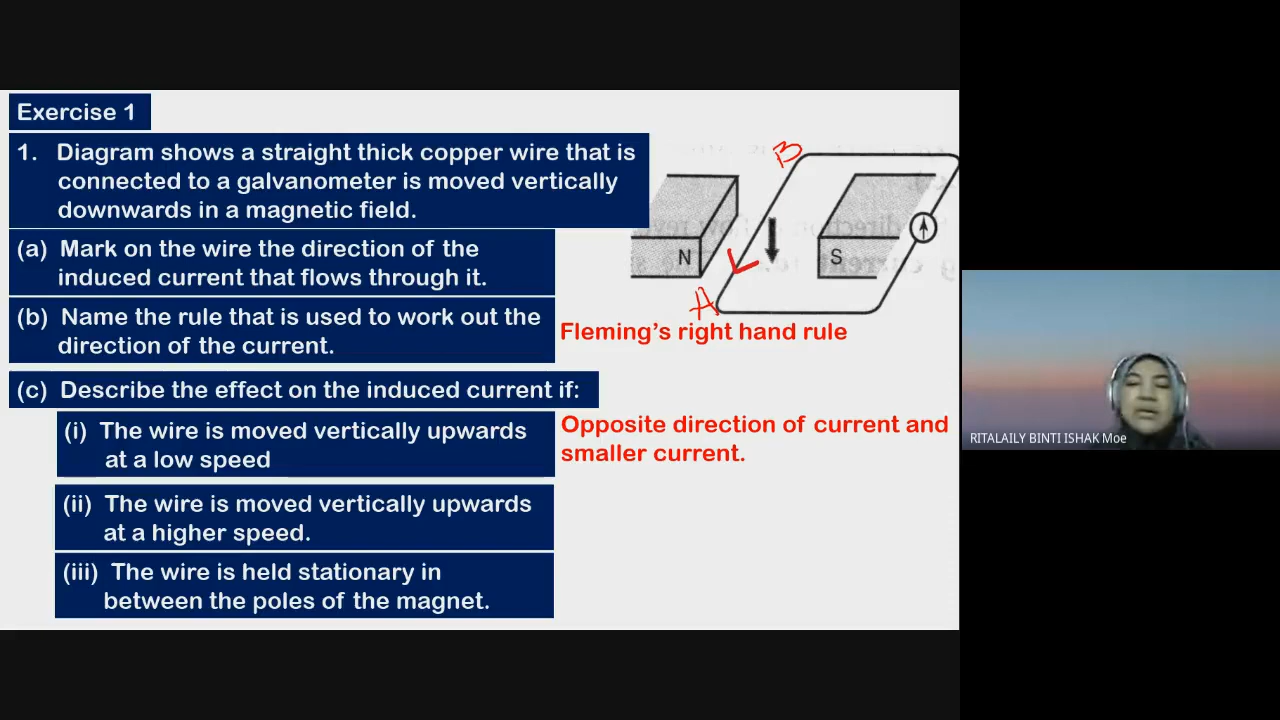 Exercise 1
1. Diagram shows a straight thick copper wire that is
connected to a galvanometer is moved vertically
downwards in a magnetic field.
(a) Mark on the wire the direction of the
induced current that flows through it.
(b) Name the rule that is used to work out the
direction of the current.
B
N
S
A
Fleming's right hand rule
(c) Describe the effect on the induced current if:
(i) The wire is moved vertically upwards
at a low speed
Opposite direction of current and
smaller current.
(ii) The wire is moved vertically upwards
at a higher speed.
(iii) The wire is held stationary in
between the poles of the magnet.
RITALAILY BINTI ISHAK Moe